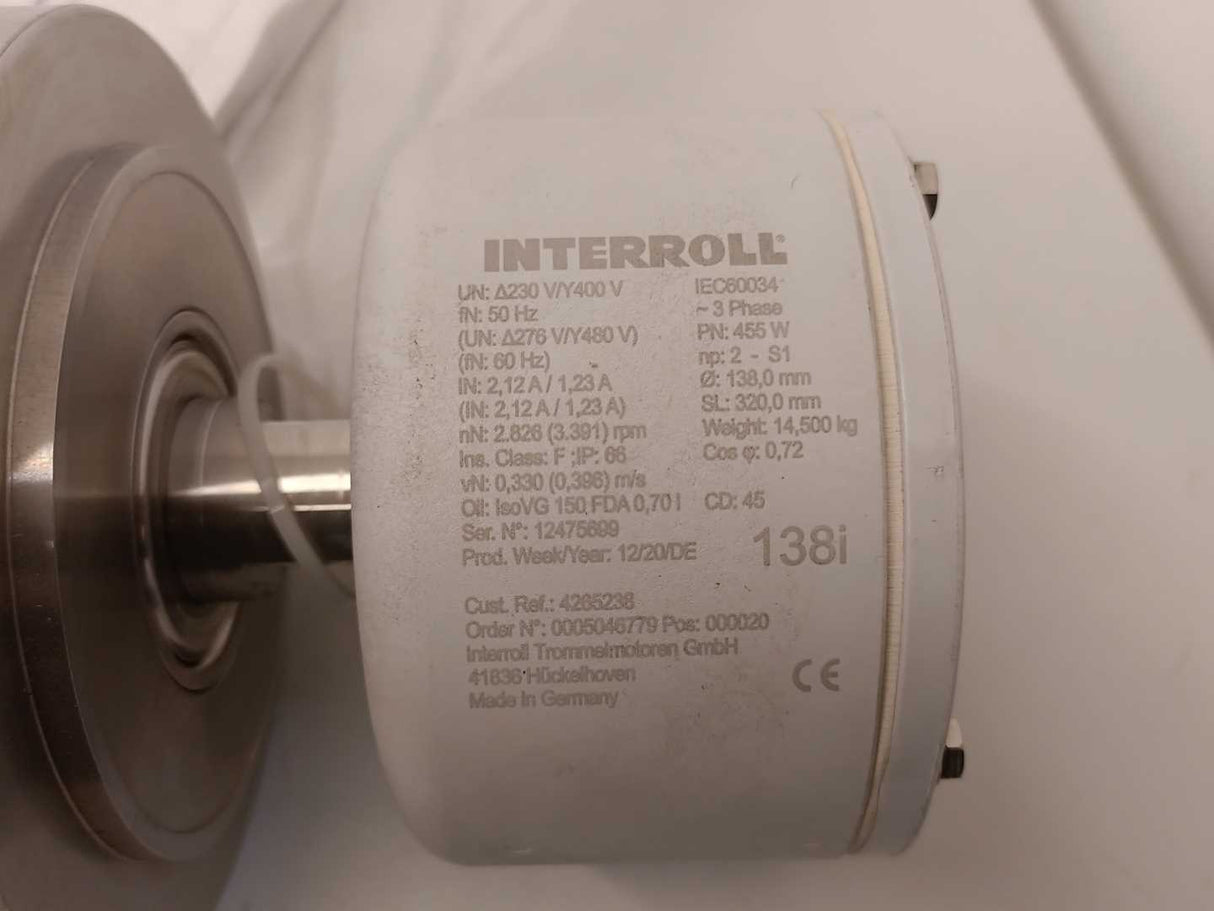 INTERROLL®
UN: Δ230 V/Y400 V IEC60034
fN: 50 Hz ~ 3 Phase
(UN: Δ276 V/Y480 V) PN: 455 W
(fN: 60 Hz) np: 2 - S1
IN: 2,12 A / 1,23 A Ø: 138,0 mm
(IN: 2,12 A / 1,23 A) SL: 320,0 mm
nN: 2.826 (3.391) rpm Weight: 14,500 kg
Ins. Class: F ;IP: 66 Cos φ: 0,72
vN: 0,330 (0,396) m/s
Oil: IsoVG 150 FDA 0,70 l CD: 45
Ser. N°: 12475699
Prod. Week/Year: 12/20/DE 138i
Cust. Ref.: 4265236
Order N°: 0005046779 Pos: 000020
Interroll Trommelmotoren GmbH
41836 Hückelhoven
Made in Germany CE